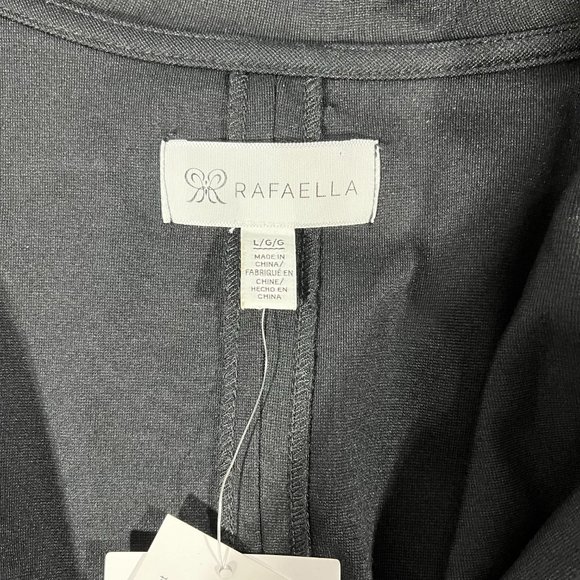 RAFAELLA
L/G/G
MADE IN
CHINA/
FABRIQUÉ EN
CHINE/
HECHO EN
CHINA